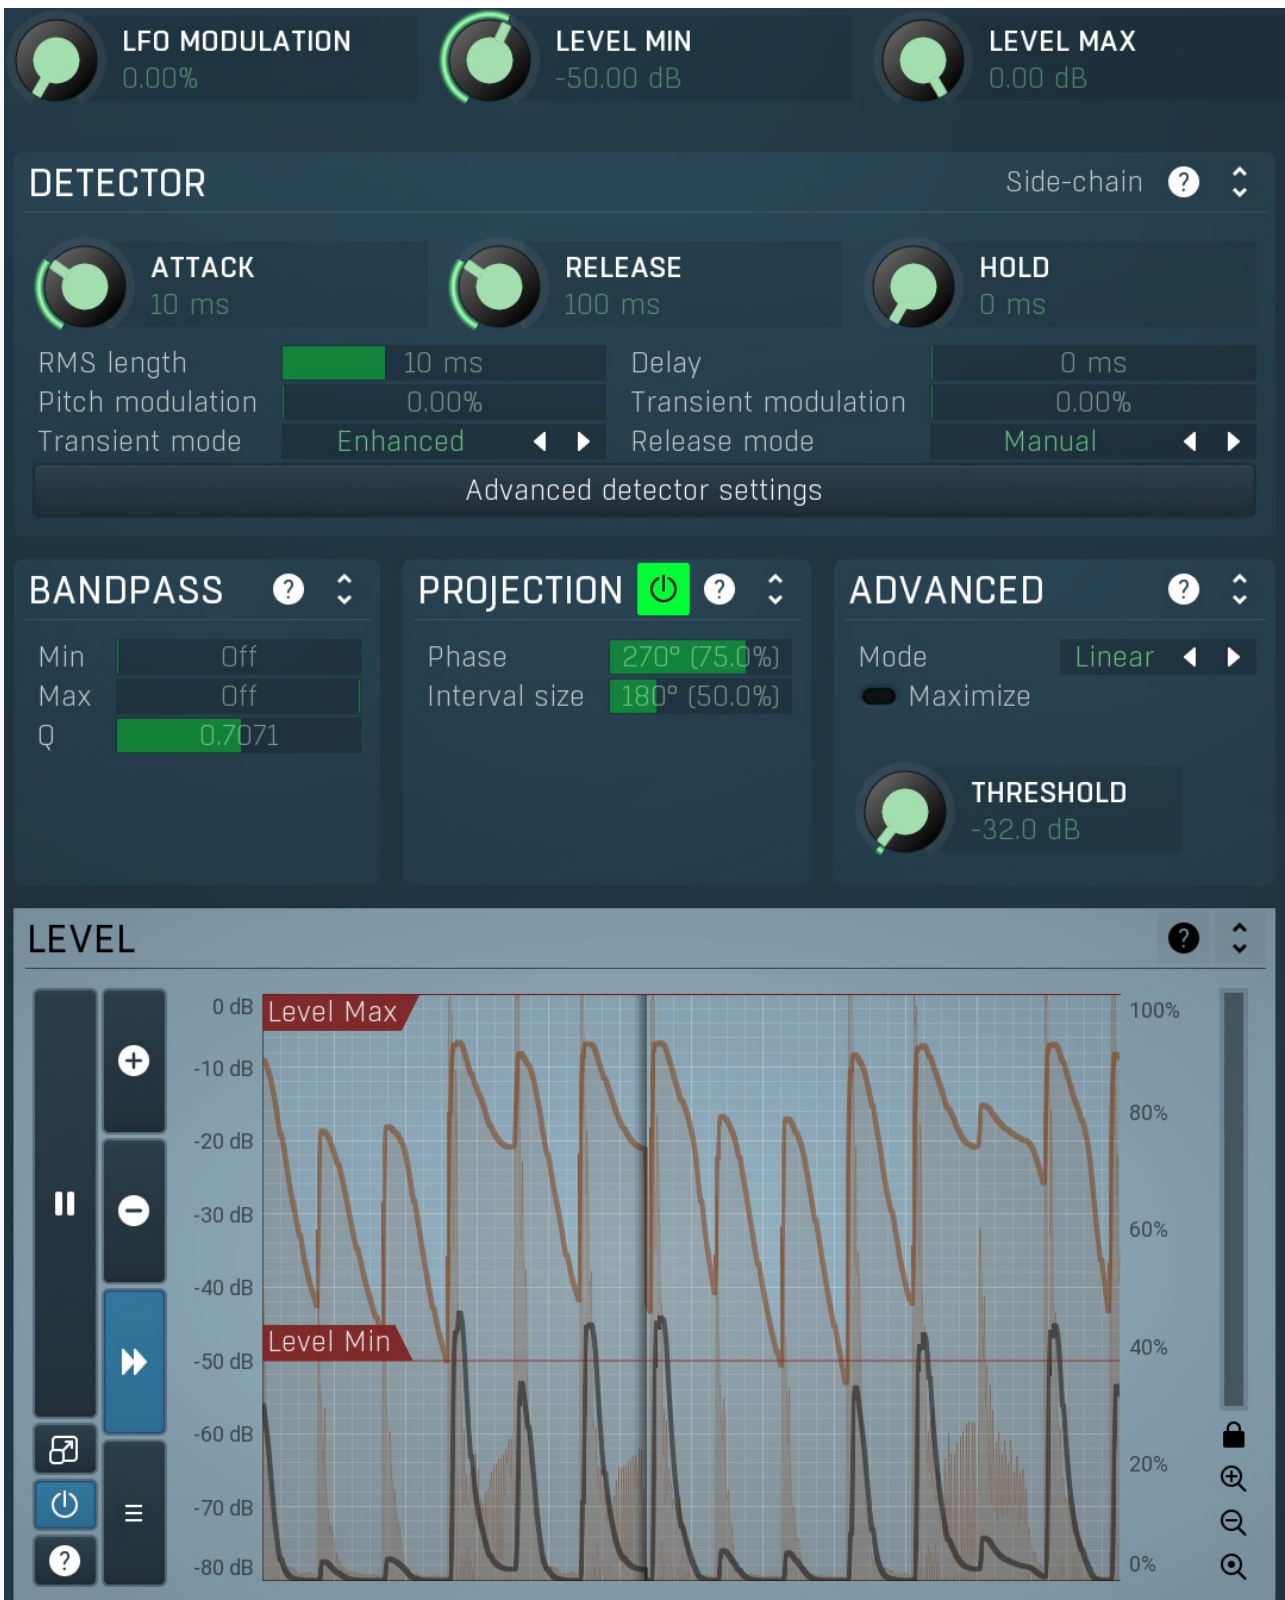 LFO MODULATION
0.00%
LEVEL MIN
-50.00 dB
LEVEL MAX
0.00 dB
DETECTOR
Side-chain ?
ATTACK
10 ms
RELEASE
100 ms
HOLD
0 ms
RMS length 10 ms
Delay 0 ms
Pitch modulation 0.00%
Transient modulation 0.00%
Transient mode Enhanced
Release mode Manual
Advanced detector settings
BANDPASS ?
Min Off
Max Off
Q 0.7071
PROJECTION ?
Phase 270° (75.0%)
Interval size 180° (50.0%)
ADVANCED ?
Mode Linear
Maximize
THRESHOLD
-32.0 dB
LEVEL ?
0 dB
-10 dB
-20 dB
-30 dB
-40 dB
-50 dB
-60 dB
-70 dB
-80 dB
Level Max
Level Min
100%
80%
60%
40%
20%
0%
?